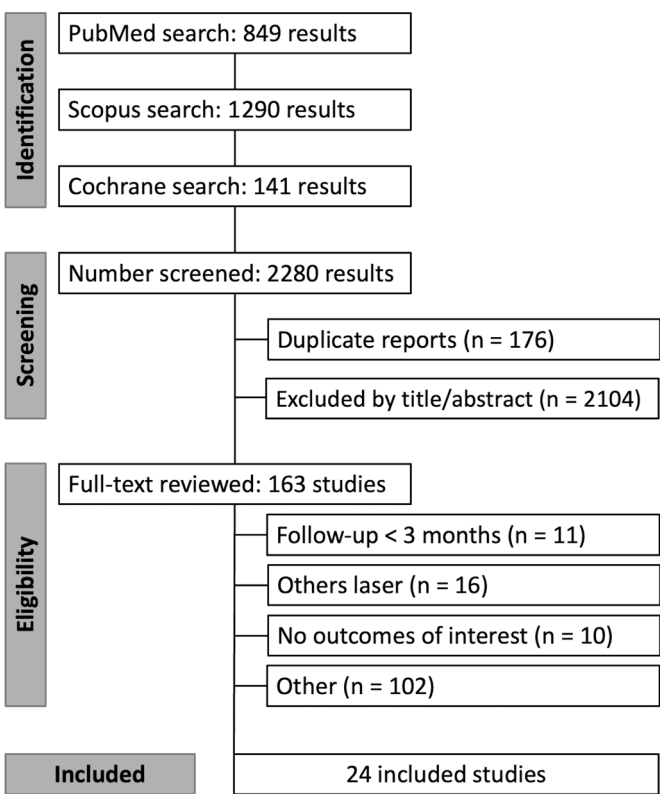 Identification
PubMed search: 849 results
Scopus search: 1290 results
Cochrane search: 141 results
Screening
Number screened: 2280 results
Duplicate reports (n = 176)
Excluded by title/abstract (n = 2104)
Eligibility
Full-text reviewed: 163 studies
Follow-up < 3 months (n = 11)
Others laser (n = 16)
No outcomes of interest (n = 10)
Other (n = 102)
Included
24 included studies